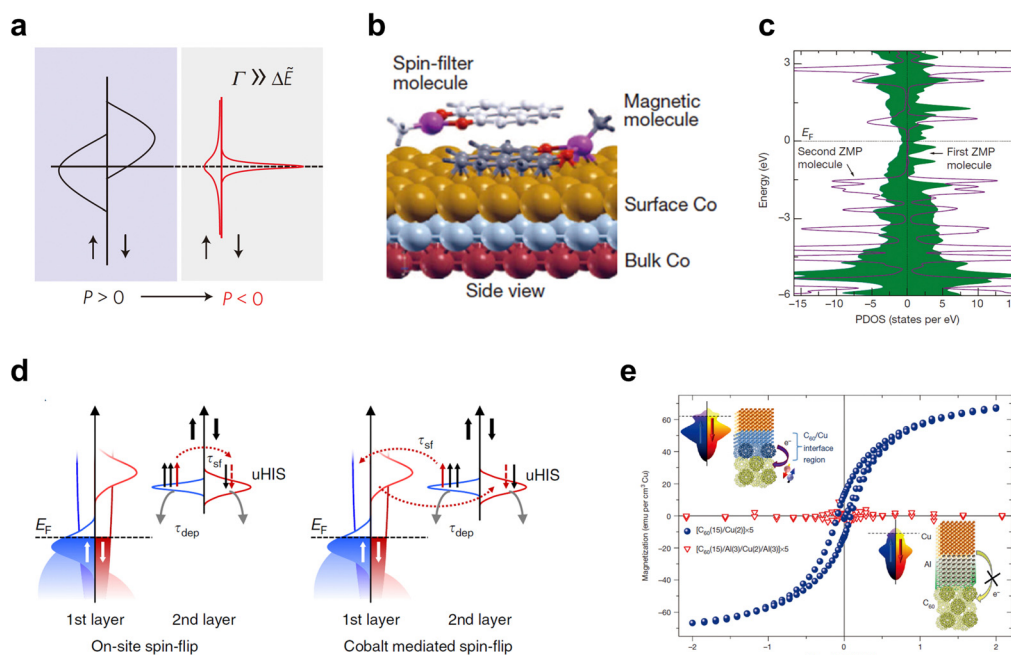 a
Γ ≫ ΔẼ
P > 0
P < 0
b
Spin-filter
molecule
Magnetic
molecule
Surface Co
Bulk Co
Side view
c
3
E_F
0
−3
−6
Energy (eV)
Second ZMP
molecule
First ZMP
molecule
−15 −10 −5 0 5 10 15
PDOS (states per eV)
d
E_F
τ_sf
uHIS
τ_dep
1st layer 2nd layer
On-site spin-flip
E_F
τ_sf
uHIS
τ_dep
1st layer 2nd layer
Cobalt mediated spin-flip
e
Magnetization (emu per cm³ Cu)
60
40
20
0
−20
−40
−60
e⁻
C₆₀/Cu
interface
region
[C₆₀(15)/Cu(2)]×5
[C₆₀(15)/Al(3)/Cu(2)/Al(3)]×5
Cu
Al
C₆₀
e⁻
−2 −1 0 1 2